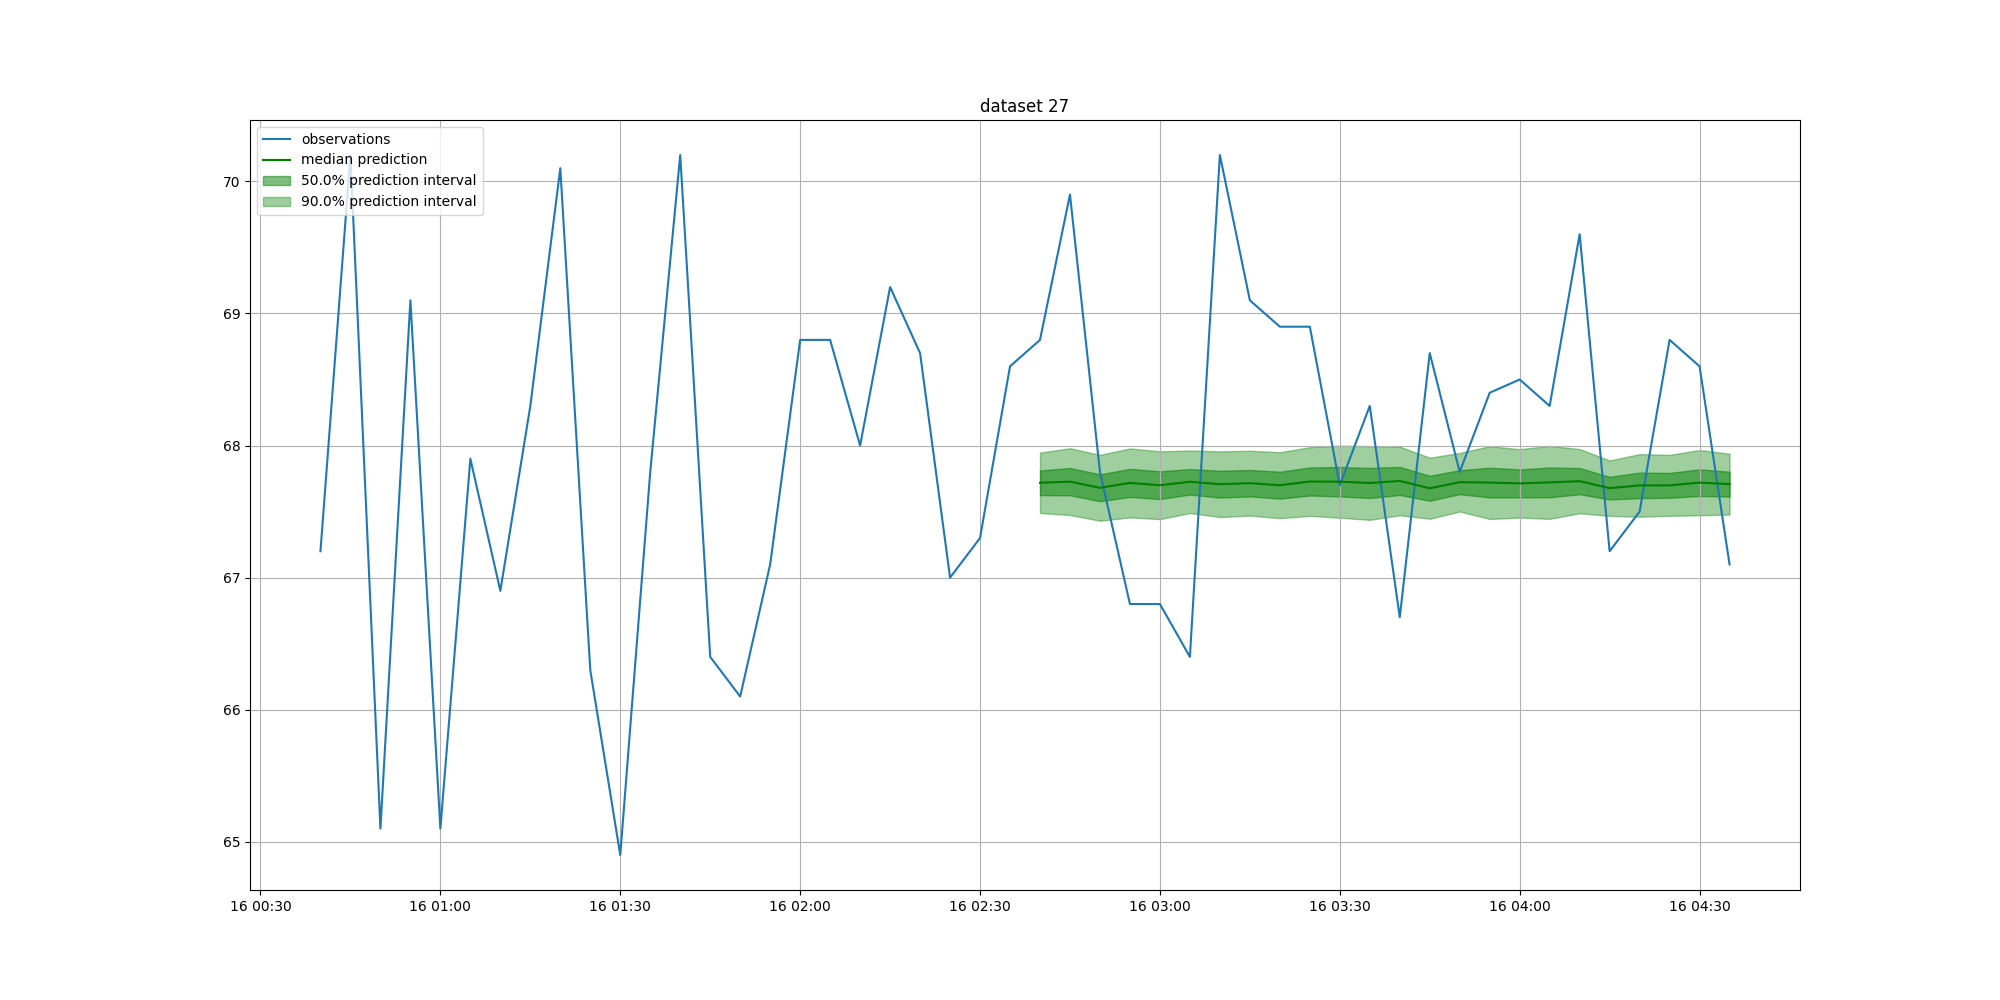 dataset 27
observations
median prediction
50.0% prediction interval
90.0% prediction interval
70
69
68
67
66
65
16 00:30 16 01:00 16 01:30 16 02:00 16 02:30 16 03:00 16 03:30 16 04:00 16 04:30